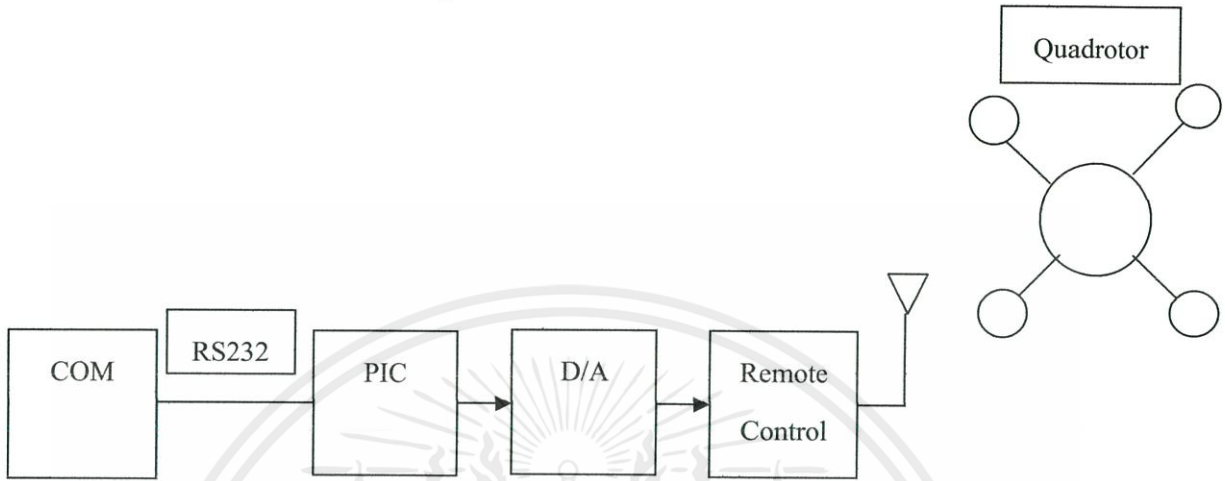 Quadrotor
RS232
COM
PIC
D/A
Remote
Control